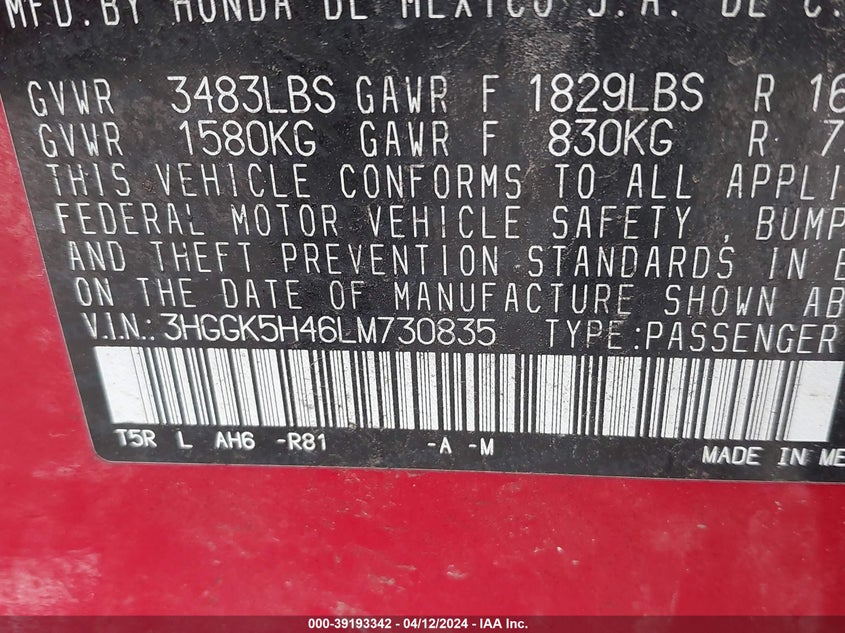 MFD. BY HONDA DE MEXICO S.A. DE C.
GVWR 3483LBS GAWR F 1829LBS R 16
GVWR 1580KG GAWR F 830KG R 7
THIS VEHICLE CONFORMS TO ALL APPLI
FEDERAL MOTOR VEHICLE SAFETY , BUMP
AND THEFT PREVENTION STANDARDS IN E
ON THE DATE OF MANUFACTURE SHOWN AB
V.I.N.: 3HGGK5H46LM730835 TYPE:PASSENGER
T5R L AH6 -R81 -A -M MADE IN ME
000-39193342 / 04/12/2024 - IAA Inc.